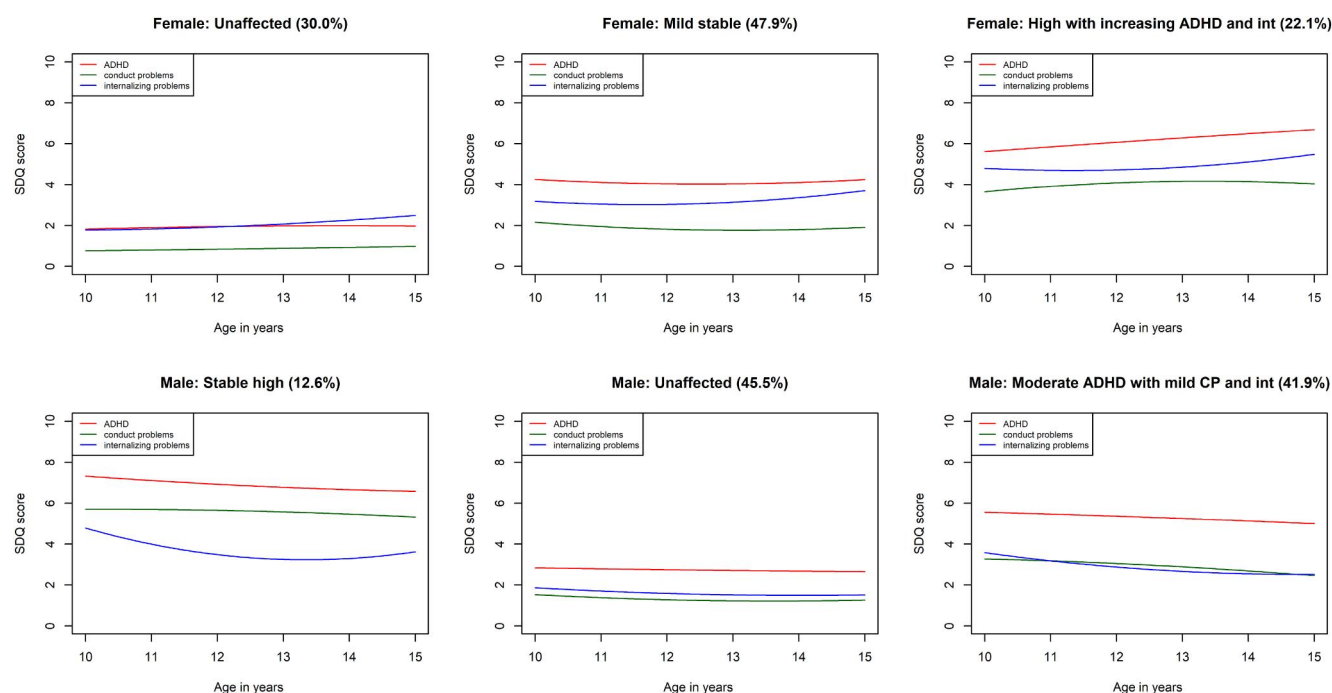 Female: Unaffected (30.0%)
ADHD
conduct problems
internalizing problems
SDQ score
10
8
6
4
2
0
10 11 12 13 14 15
Age in years
Female: Mild stable (47.9%)
ADHD
conduct problems
internalizing problems
SDQ score
10
8
6
4
2
0
10 11 12 13 14 15
Age in years
Female: High with increasing ADHD and int (22.1%)
ADHD
conduct problems
internalizing problems
SDQ score
10
8
6
4
2
0
10 11 12 13 14 15
Age in years
Male: Stable high (12.6%)
ADHD
conduct problems
internalizing problems
SDQ score
10
8
6
4
2
0
10 11 12 13 14 15
Age in years
Male: Unaffected (45.5%)
ADHD
conduct problems
internalizing problems
SDQ score
10
8
6
4
2
0
10 11 12 13 14 15
Age in years
Male: Moderate ADHD with mild CP and int (41.9%)
ADHD
conduct problems
internalizing problems
SDQ score
10
8
6
4
2
0
10 11 12 13 14 15
Age in years